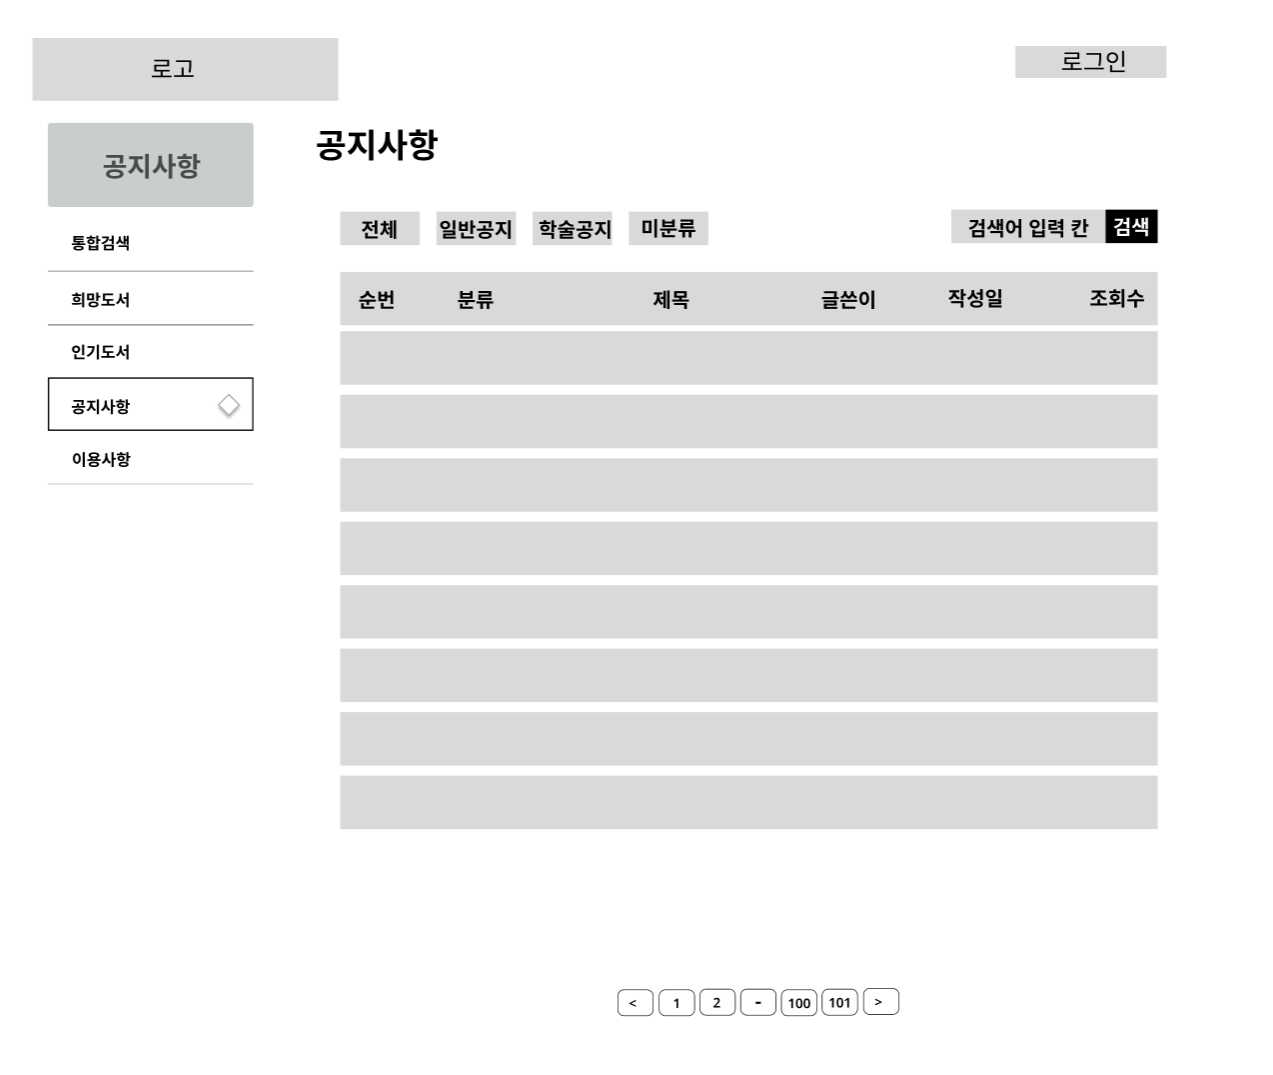 로고
로그인
공지사항
통합검색
희망도서
인기도서
공지사항
이용사항
공지사항
전체 일반공지 학술공지 미분류
검색어 입력 칸 검색
순번 분류 제목 글쓴이 작성일 조회수
< 1 2 - 100 101 >